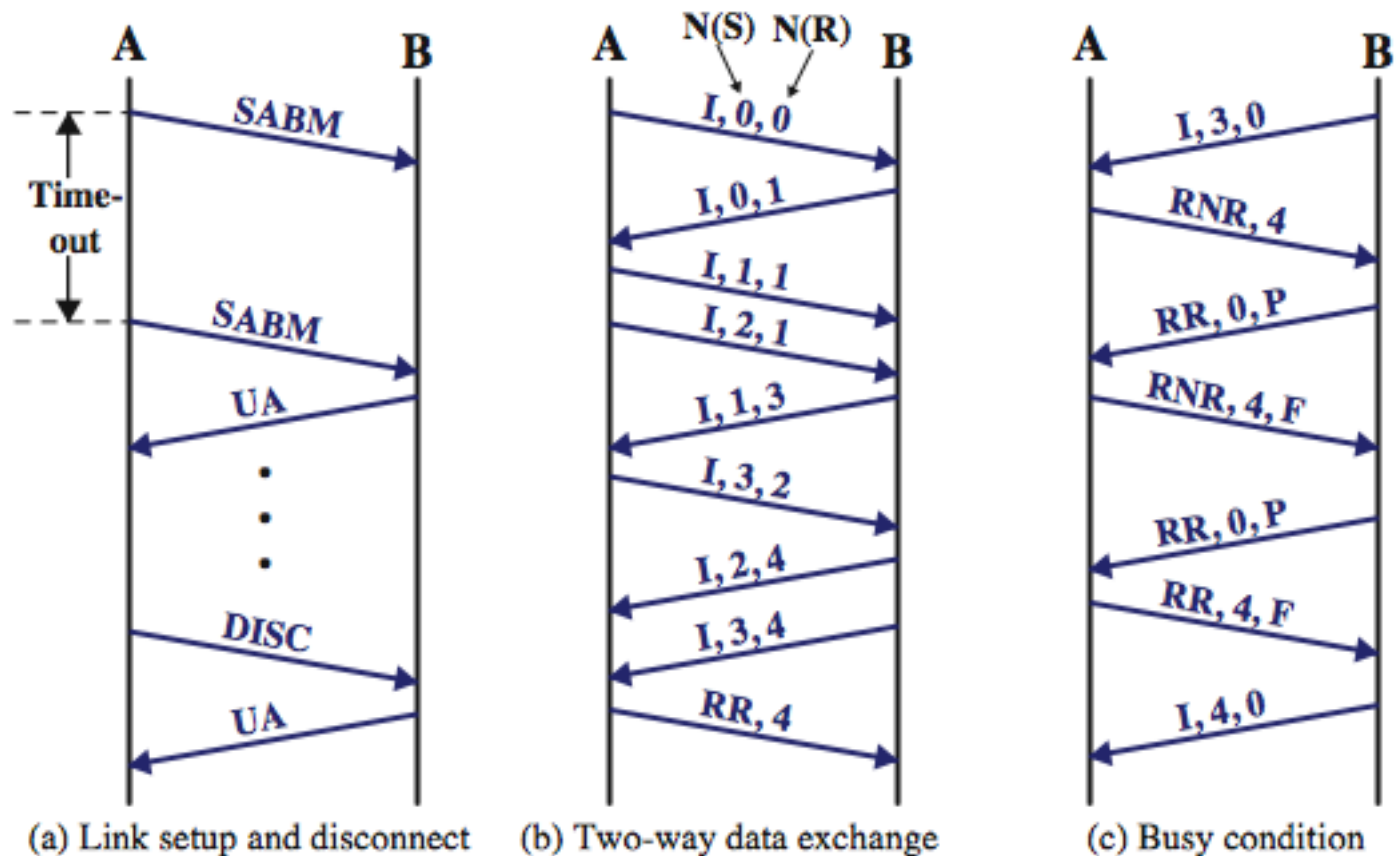 A
B
SABM
Time-
out
SABM
UA
DISC
UA
(a) Link setup and disconnect
N(S) N(R)
A
B
I, 0, 0
I, 0, 1
I, 1, 1
I, 2, 1
I, 1, 3
I, 3, 2
I, 2, 4
I, 3, 4
RR, 4
(b) Two-way data exchange
A
B
I, 3, 0
RNR, 4
RR, 0, P
RNR, 4, F
RR, 0, P
RR, 4, F
I, 4, 0
(c) Busy condition